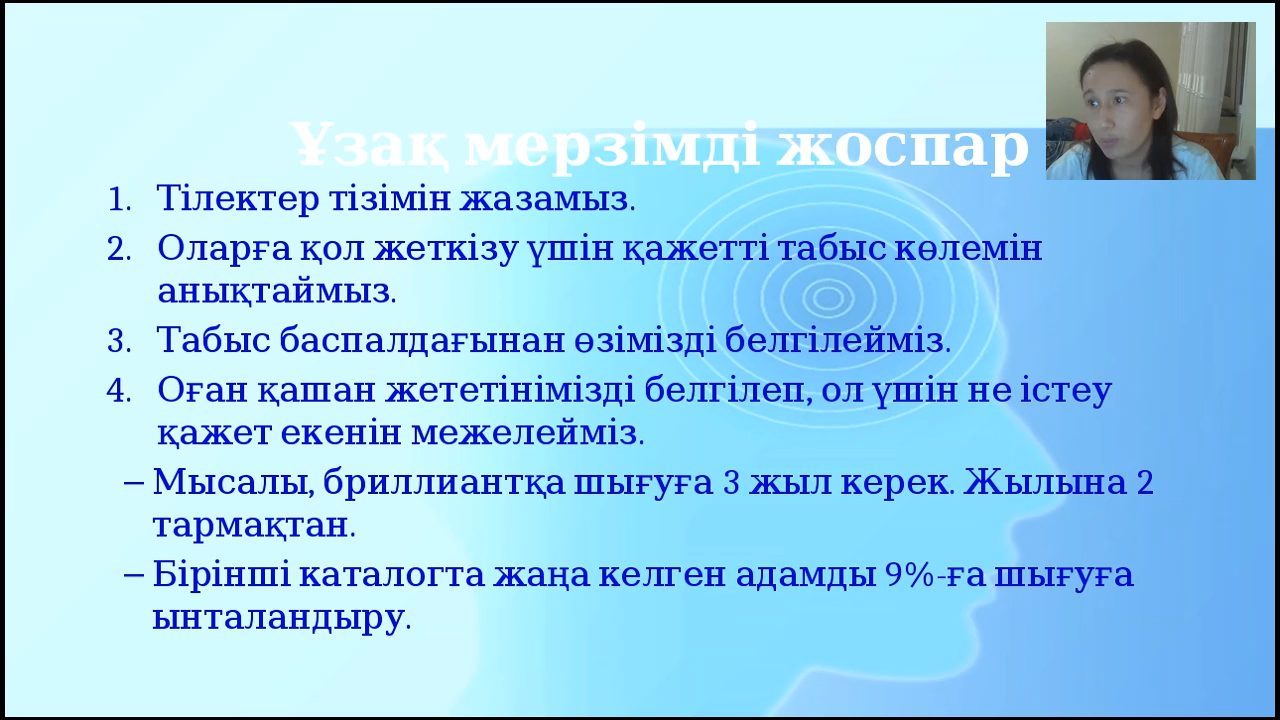 Ұзақ мерзімді жоспар
1. Тілектер тізімін жазамыз.
2. Оларға қол жеткізу үшін қажетті табыс көлемін
анықтаймыз.
3. Табыс баспалдағынан өзімізді белгілейміз.
4. Оған қашан жететінімізді белгілеп, ол үшін не істеу
қажет екенін межелейміз.
– Мысалы, бриллиантқа шығуға 3 жыл керек. Жылына 2
тармақтан.
– Бірінші каталогта жаңа келген адамды 9%-ға шығуға
ынталандыру.